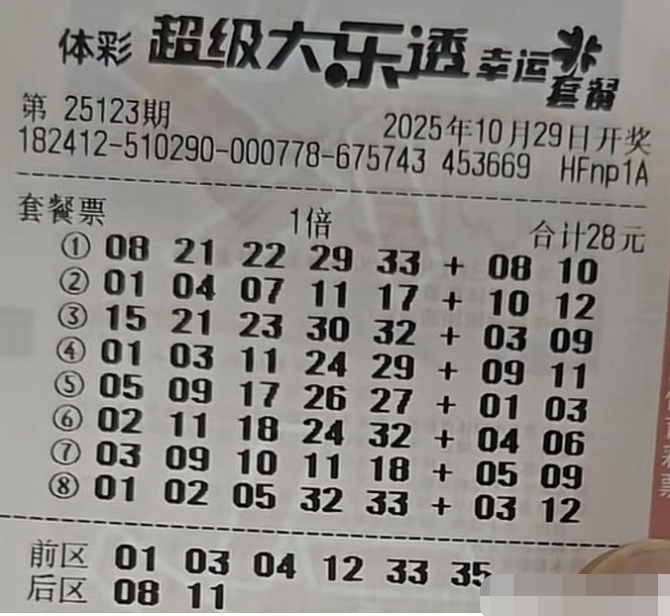 体彩 超级大乐透 幸运八套餐
第 25123期 2025年10月29日开奖
182412-510290-000778-675743 453669 HFnp1A
套餐票 1倍 合计28元
① 08 21 22 29 33 + 08 10
② 01 04 07 11 17 + 10 12
③ 15 21 23 30 32 + 03 09
④ 01 03 11 24 29 + 09 11
⑤ 05 09 17 26 27 + 01 03
⑥ 02 11 18 24 32 + 04 06
⑦ 03 09 10 11 18 + 05 09
⑧ 01 02 05 32 33 + 03 12
前区 01 03 04 12 33 35
后区 08 11